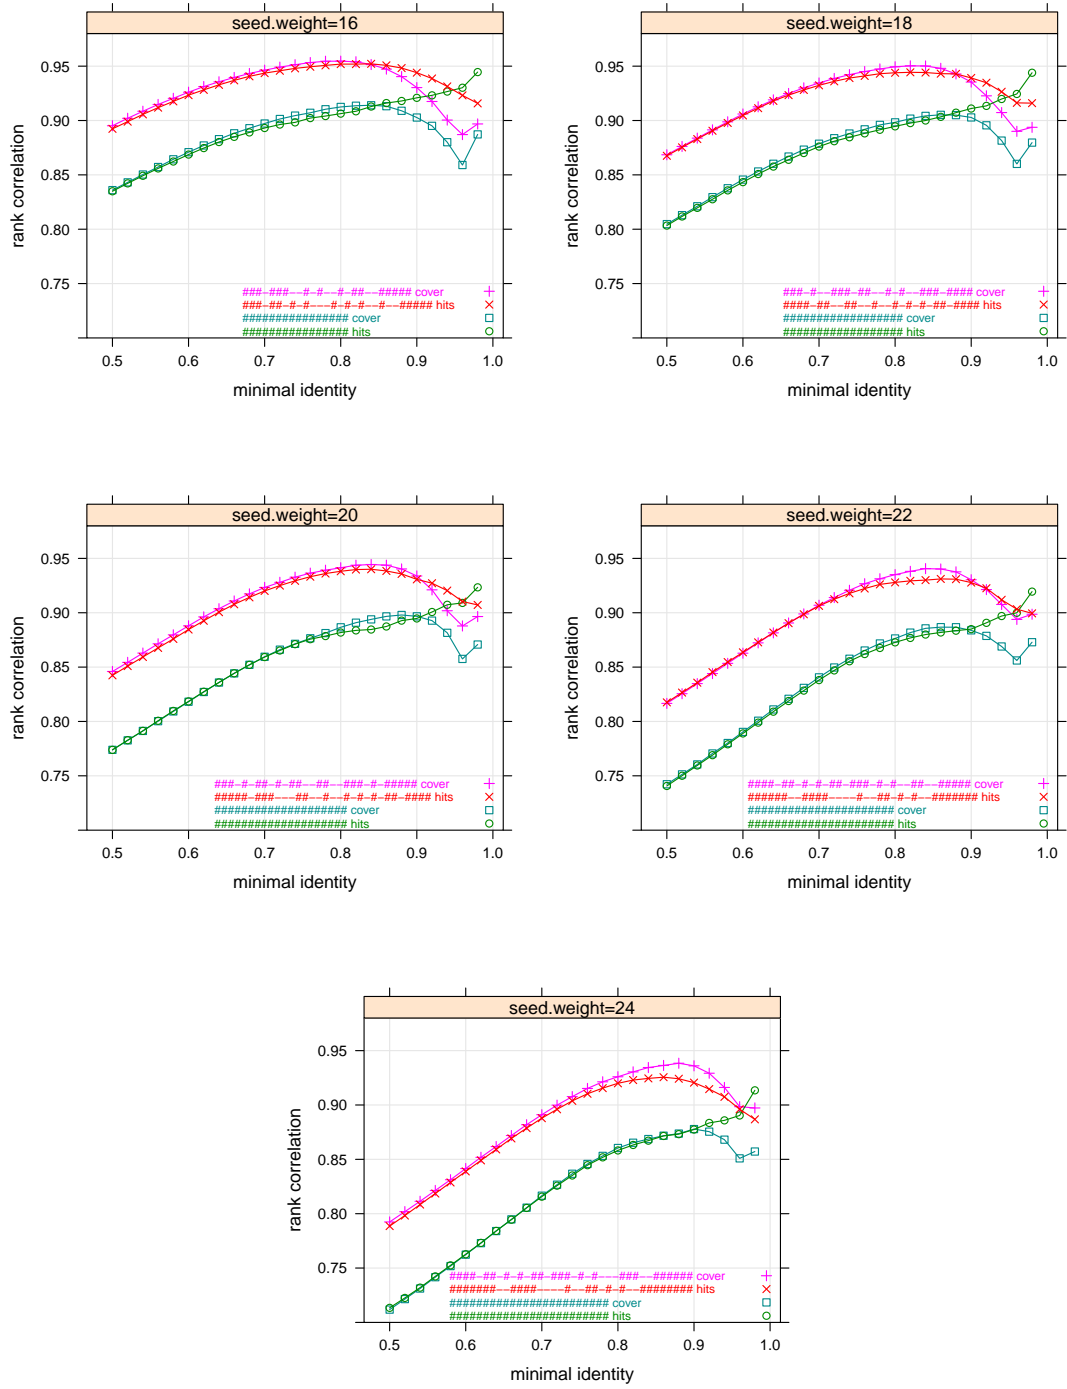 seed.weight=16
0.95
0.90
0.85
0.80
0.75
rank correlation
###−###−−#−#−−#−##−−##### cover
###−##−#−#−−−#−#−#−−#−−##### hits
################ cover
################ hits
0.5 0.6 0.7 0.8 0.9 1.0
minimal identity
seed.weight=18
0.95
0.90
0.85
0.80
0.75
rank correlation
###−#−−###−##−−#−−#−###−#### cover
####−##−−##−−#−−#−#−#−##−#### hits
################## cover
################## hits
0.5 0.6 0.7 0.8 0.9 1.0
minimal identity
seed.weight=20
0.95
0.90
0.85
0.80
0.75
rank correlation
###−#−##−#−##−−##−−###−#−##### cover
#####−###−−−##−−#−−#−#−#−##−#### hits
#################### cover
#################### hits
0.5 0.6 0.7 0.8 0.9 1.0
minimal identity
seed.weight=22
0.95
0.90
0.85
0.80
0.75
rank correlation
####−##−#−#−##−###−#−#−−##−−##### cover
######−−####−−−−#−−##−#−#−−####### hits
###################### cover
###################### hits
0.5 0.6 0.7 0.8 0.9 1.0
minimal identity
seed.weight=24
0.95
0.90
0.85
0.80
0.75
rank correlation
####−##−#−#−##−###−#−#−−−###−−###### cover
#######−−####−−−−#−−##−#−#−−######## hits
######################## cover
######################## hits
0.5 0.6 0.7 0.8 0.9 1.0
minimal identity